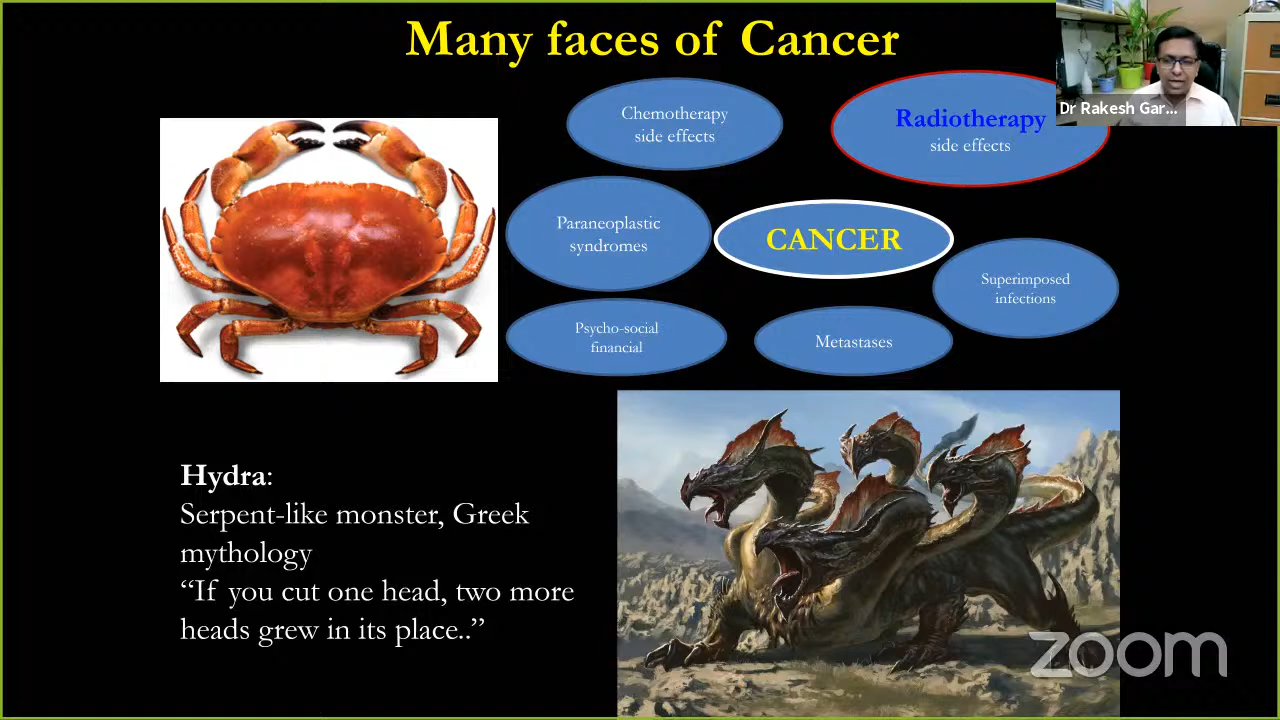 Many faces of Cancer
Dr Rakesh Gar...
Chemotherapy
side effects
Radiotherapy
side effects
Paraneoplastic
syndromes
CANCER
Superimposed
infections
Psycho-social
financial
Metastases
Hydra:
Serpent-like monster, Greek
mythology
“If you cut one head, two more
heads grew in its place..”
zoom